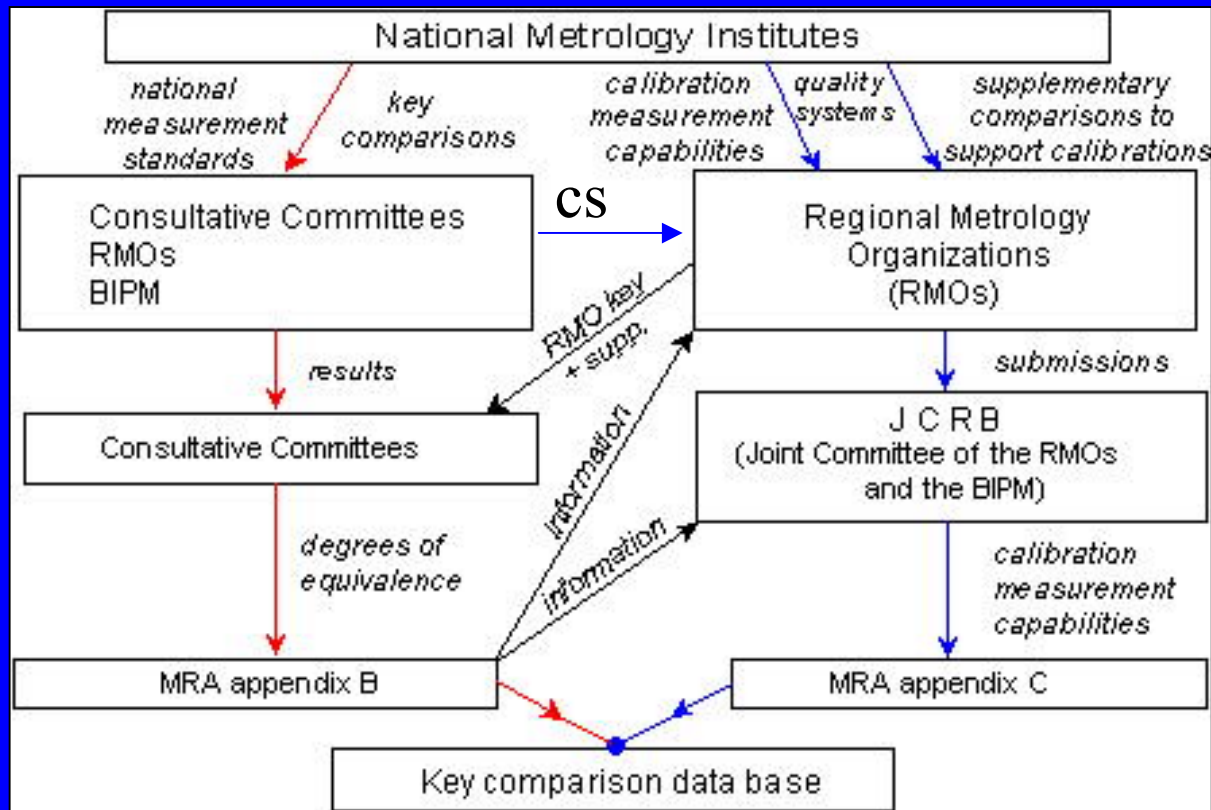 National Metrology Institutes
national
measurement
standards
key
comparisons
calibration
measurement
capabilities
quality
systems
supplementary
comparisons to
support calibrations
Consultative Committees
RMOs
BIPM
cs
Regional Metrology
Organizations
(RMOs)
RMO key
+ supp.
results
submissions
Consultative Committees
J C R B
(Joint Committee of the RMOs
and the BIPM)
information
information
degrees of
equivalence
calibration
measurement
capabilities
MRA appendix B
MRA appendix C
Key comparison data base